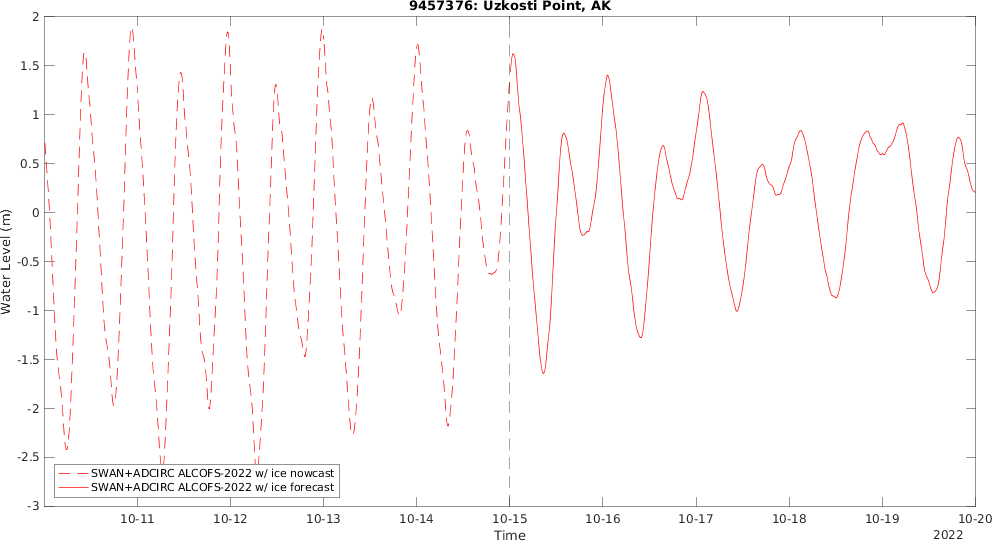 9457376: Uzkosti Point, AK
Water Level (m)
2
1.5
1
0.5
0
-0.5
-1
-1.5
-2
-2.5
-3
SWAN+ADCIRC ALCOFS-2022 w/ ice nowcast
SWAN+ADCIRC ALCOFS-2022 w/ ice forecast
10-11 10-12 10-13 10-14 10-15 10-16 10-17 10-18 10-19 10-20
Time
2022